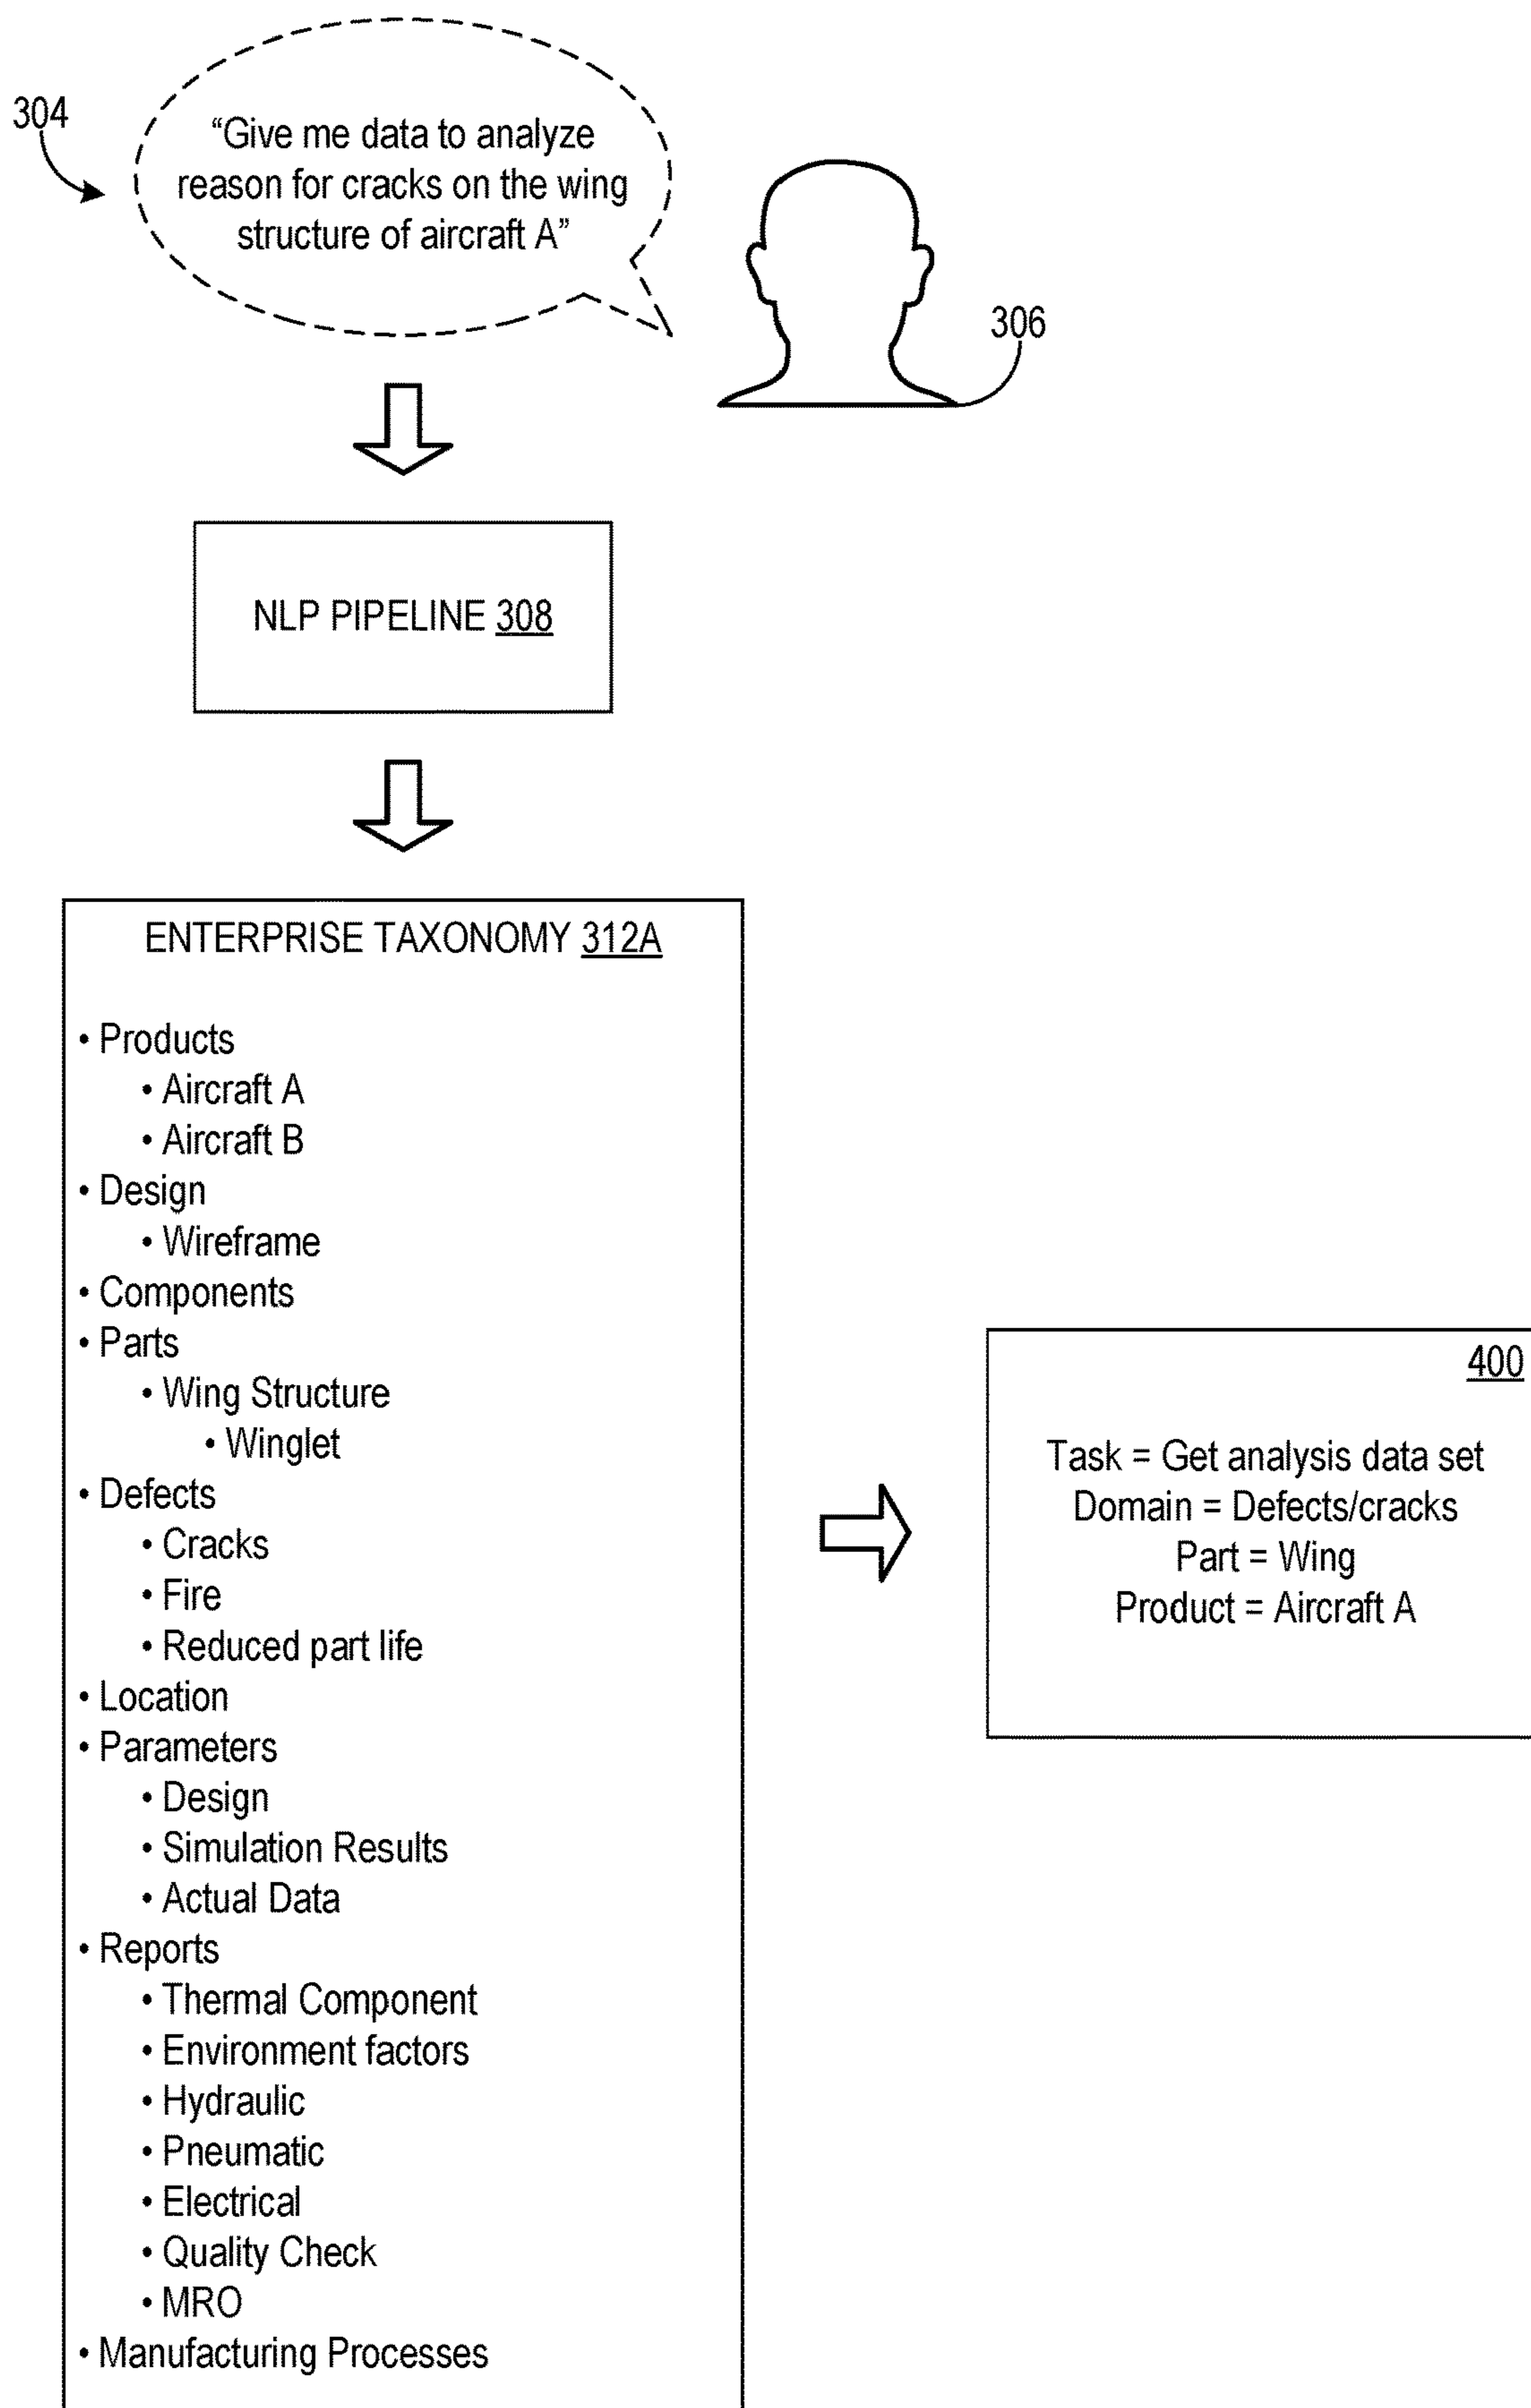 304
“Give me data to analyze
reason for cracks on the wing
structure of aircraft A”
306
NLP PIPELINE 308
ENTERPRISE TAXONOMY 312A
• Products
• Aircraft A
• Aircraft B
• Design
• Wireframe
• Components
• Parts
• Wing Structure
• Winglet
• Defects
• Cracks
• Fire
• Reduced part life
• Location
• Parameters
• Design
• Simulation Results
• Actual Data
• Reports
• Thermal Component
• Environment factors
• Hydraulic
• Pneumatic
• Electrical
• Quality Check
• MRO
• Manufacturing Processes
400
Task = Get analysis data set
Domain = Defects/cracks
Part = Wing
Product = Aircraft A